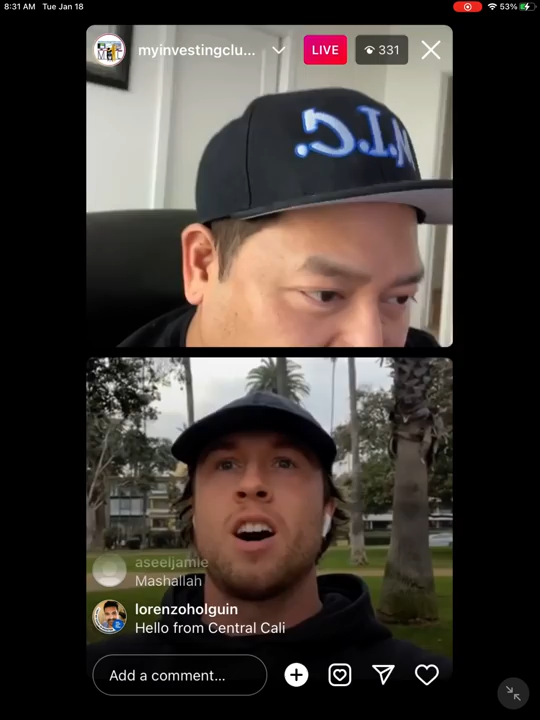 8:31 AM Tue Jan 18
53%
myinvestingclu...
LIVE
331
M.I.C.
aseeljamie
Mashallah
lorenzoholguin
Hello from Central Cali
Add a comment...